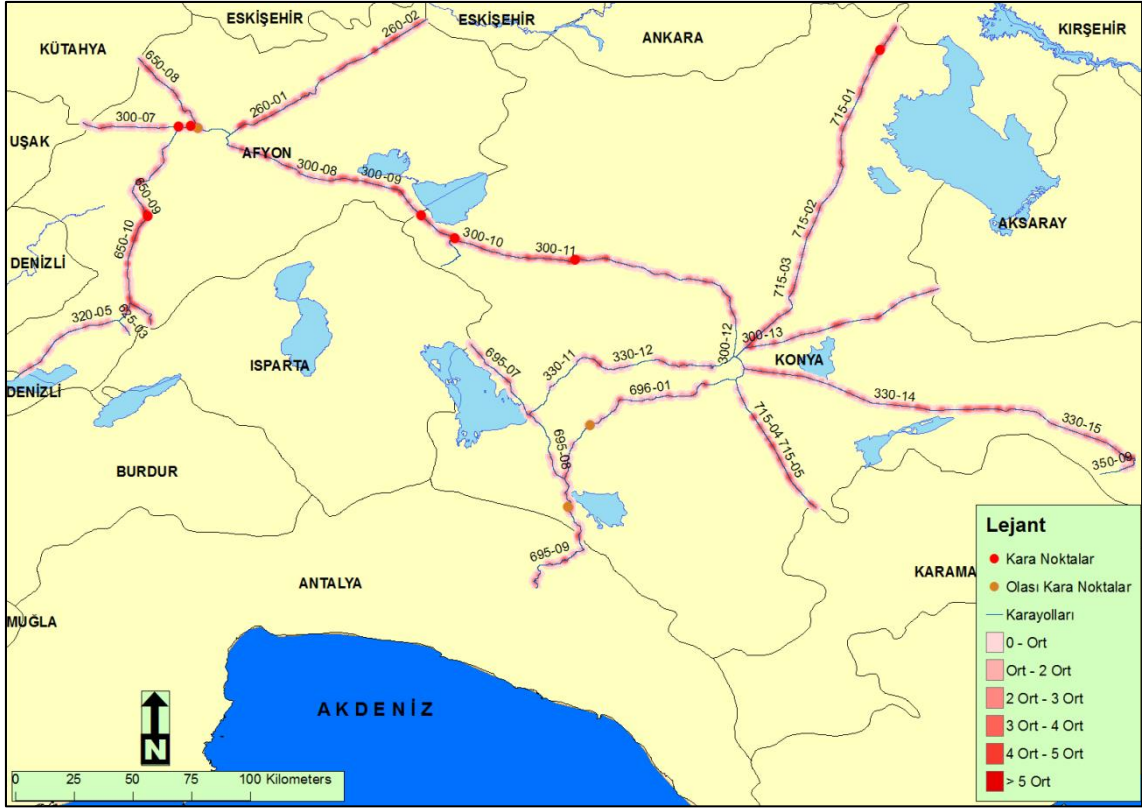 ESKİŞEHİR
ESKİŞEHİR
KÜTAHYA
ANKARA
KIRŞEHİR
260-02
650-08
260-01
300-07
UŞAK
AFYON
715-01
300-08
300-09
650-09
650-10
300-10
300-11
715-02
AKSARAY
DENİZLİ
715-03
320-05
625-03
300-12
300-13
ISPARTA
695-07
330-11
330-12
KONYA
DENİZLİ
696-01
330-14
330-15
350-09
715-04
715-05
695-08
BURDUR
695-09
ANTALYA
KARAMA
MUĞLA
AKDENİZ
N
0 25 50 75 100 Kilometers
Lejant
Kara Noktalar
Olası Kara Noktalar
Karayolları
0 - Ort
Ort - 2 Ort
2 Ort - 3 Ort
3 Ort - 4 Ort
4 Ort - 5 Ort
> 5 Ort